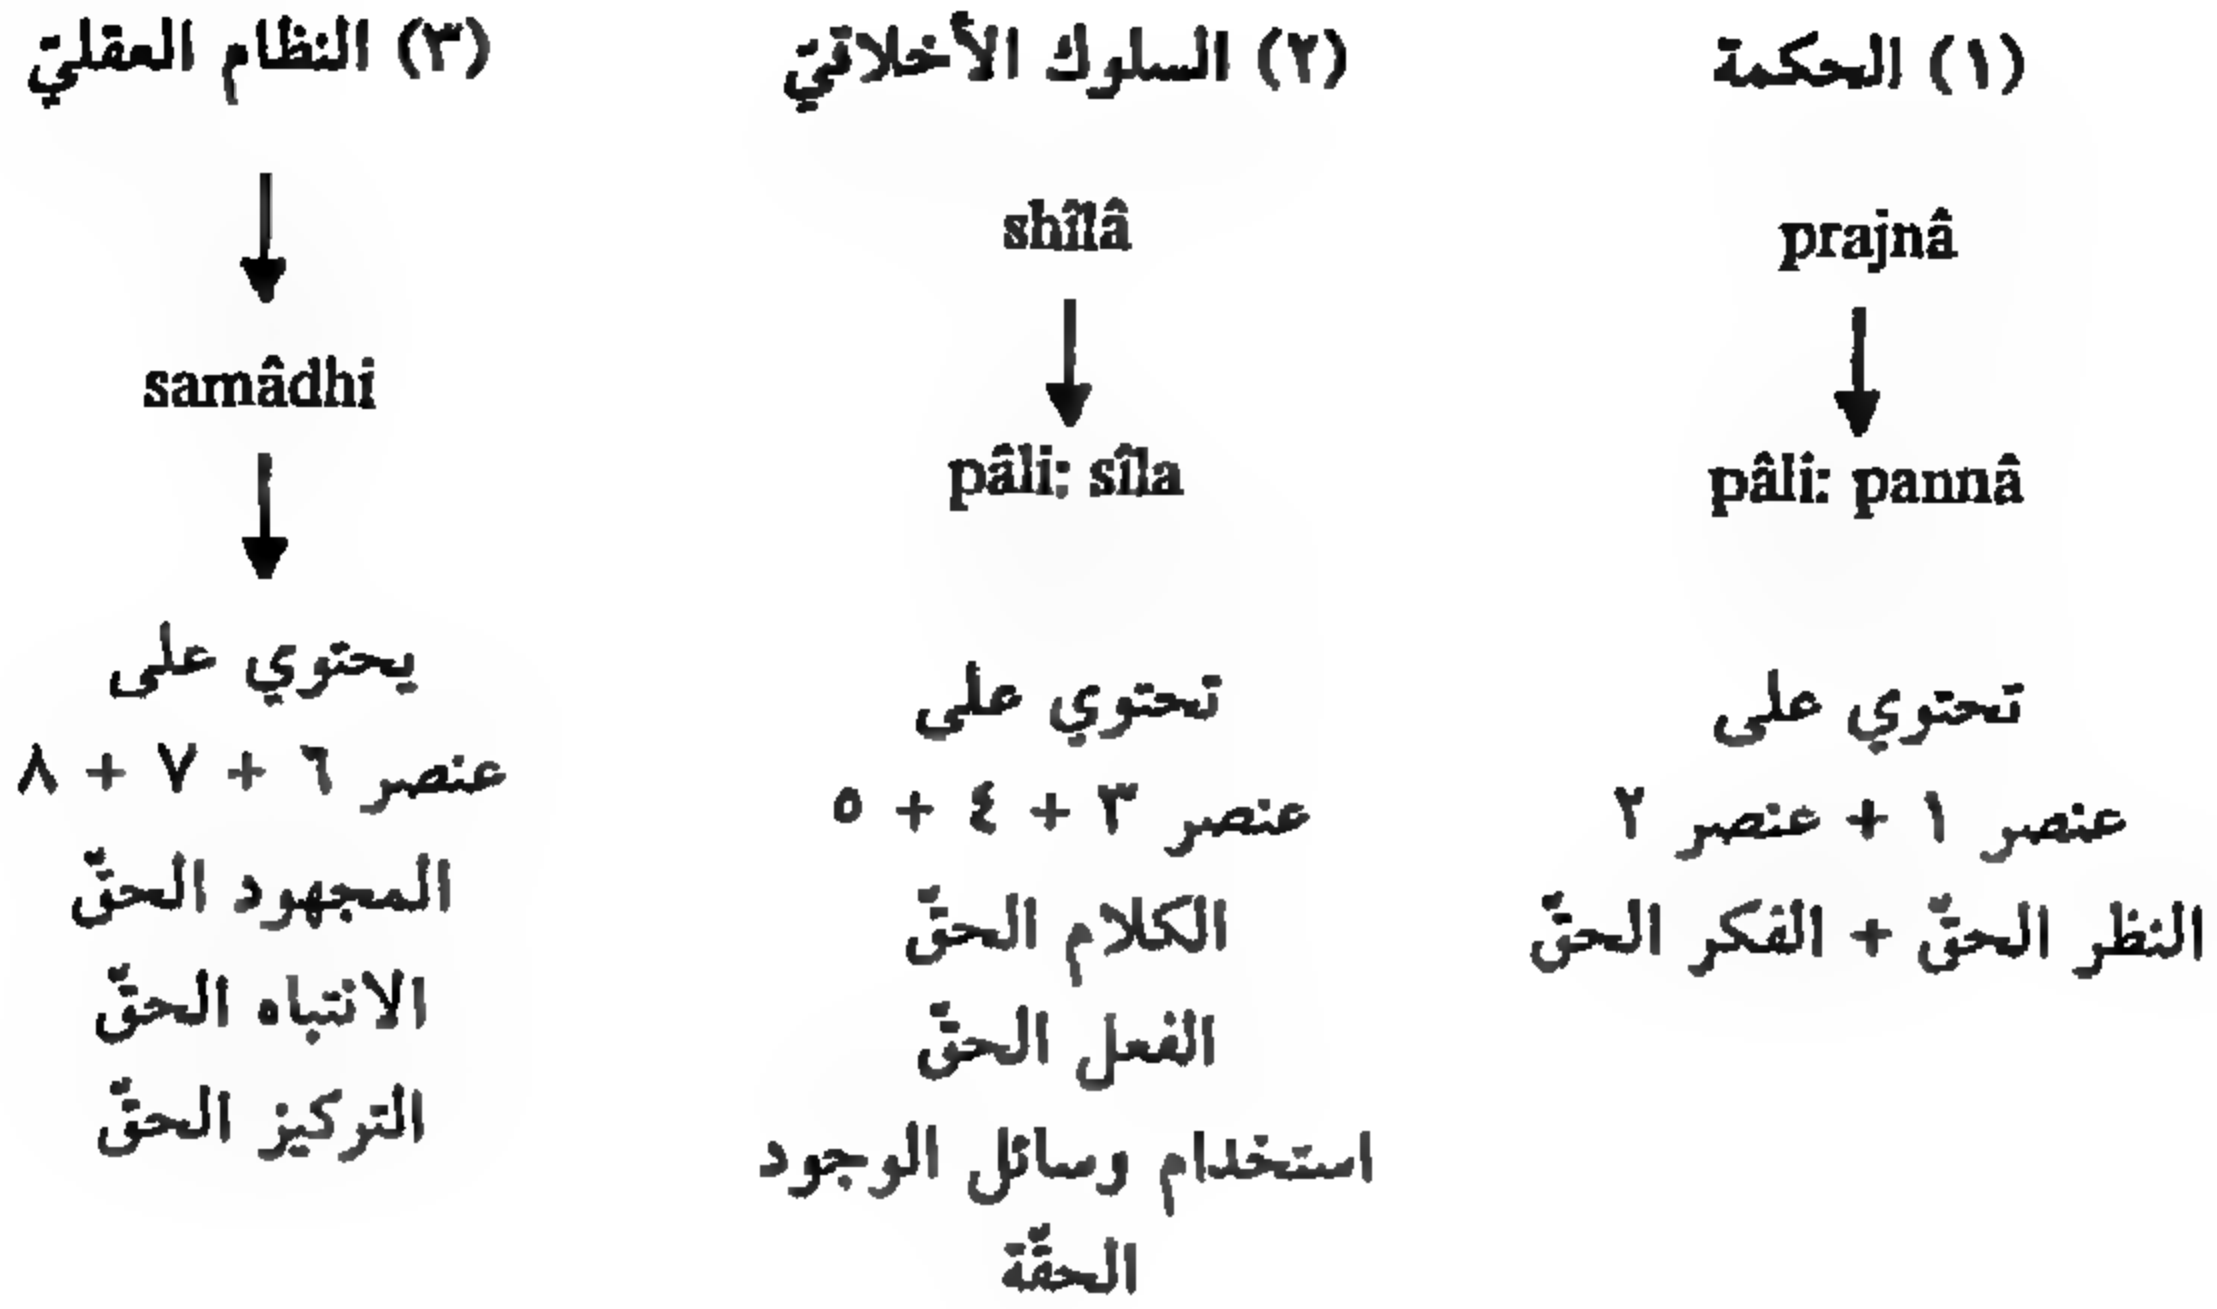 (١) الحكمة
prajnâ
pâli: pannâ
تحتوي على
عنصر ١ + عنصر ٢
النظر الحقّ + الفكر الحقّ
(٢) السلوك الأخلاقيّ
shîlâ
pâli: sîla
تحتوي على
عنصر ٣ + ٤ + ٥
الكلام الحقّ
الفعل الحقّ
استخدام وسائل الوجود
الحقّة
(٣) النظام العقليّ
samâdhi
يحتوي على
عنصر ٦ + ٧ + ٨
المجهود الحقّ
الانتباه الحقّ
التركيز الحقّ